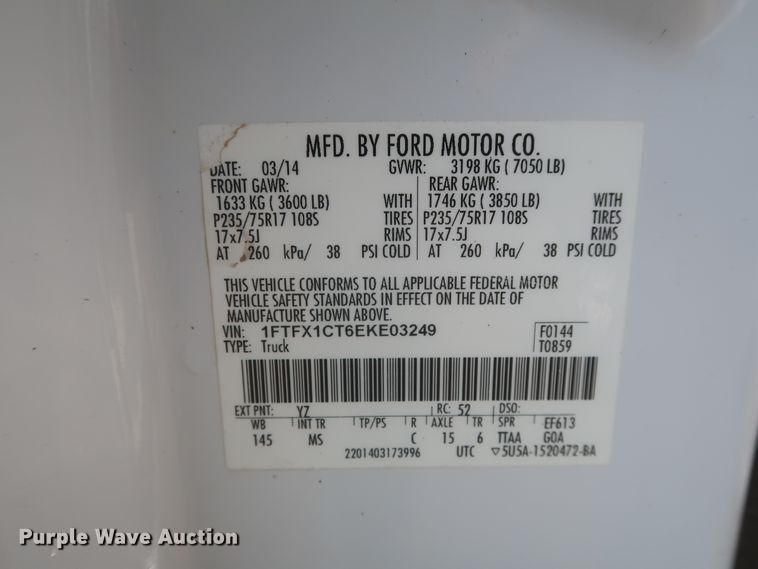 MFD. BY FORD MOTOR CO.
DATE: 03/14 GVWR: 3198 KG ( 7050 LB)
FRONT GAWR: REAR GAWR:
1633 KG ( 3600 LB) WITH 1746 KG ( 3850 LB) WITH
P235/75R17 108S TIRES P235/75R17 108S TIRES
17x7.5J RIMS 17x7.5J RIMS
AT 260 kPa/ 38 PSI COLD AT 260 kPa/ 38 PSI COLD
THIS VEHICLE CONFORMS TO ALL APPLICABLE FEDERAL MOTOR
VEHICLE SAFETY STANDARDS IN EFFECT ON THE DATE OF
MANUFACTURE SHOWN ABOVE.
VIN: 1FTFX1CT6EKE03249 F0144
TYPE: Truck T0859
EXT PNT: YZ RC: 52 DSO:
WB INT TR TP/PS R AXLE TR SPR EF613
145 MS C 15 6 TTAA GOA
2201403173996 UTC ▽5U5A-1520472-BA
Purple Wave Auction